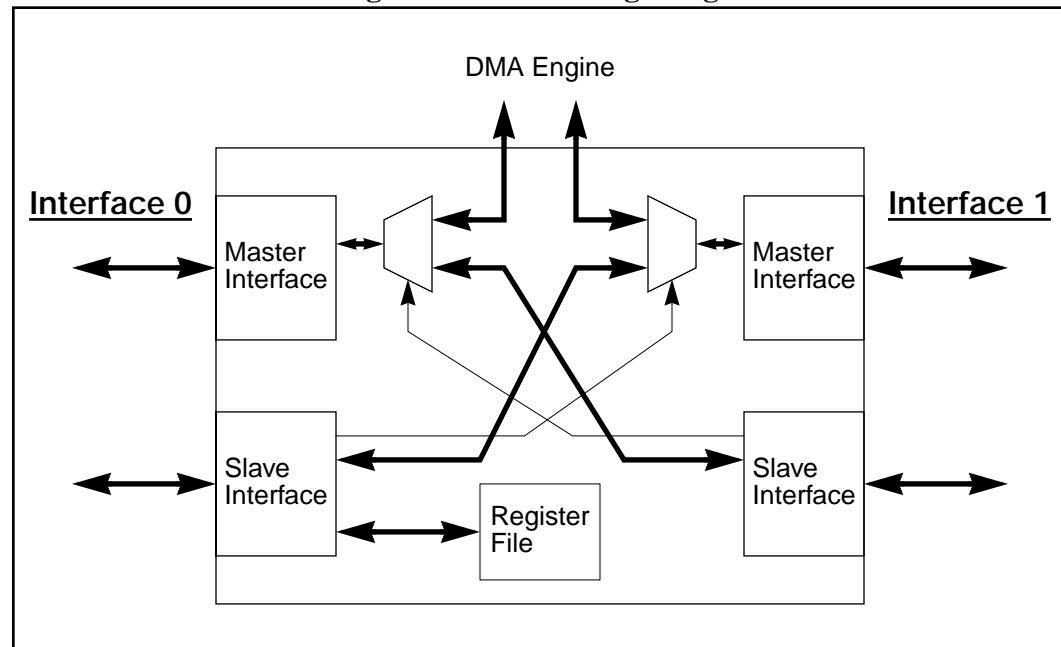 DMA Engine
Interface 0
Interface 1
Master
Interface
Master
Interface
Slave
Interface
Register
File
Slave
Interface